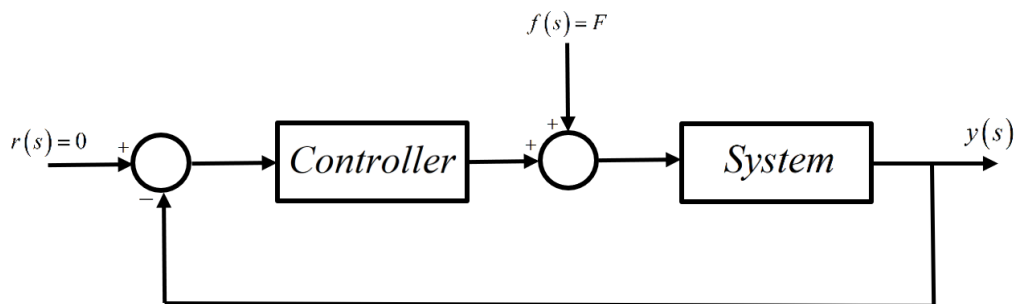 f(s)=F
r(s)=0
+
+
+
Controller
System
y(s)
−